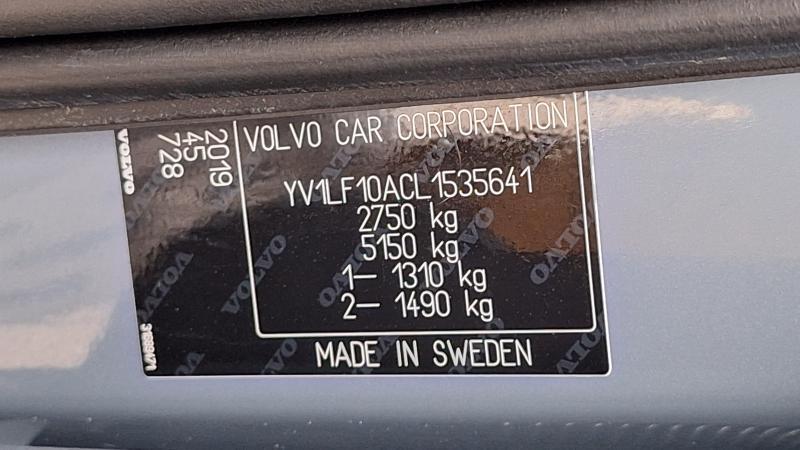 VOLVO CAR CORPORATION
YV1LF10ACL1535641
2750 kg
5150 kg
1– 1310 kg
2– 1490 kg
MADE IN SWEDEN
2019
45
728
VOLVO